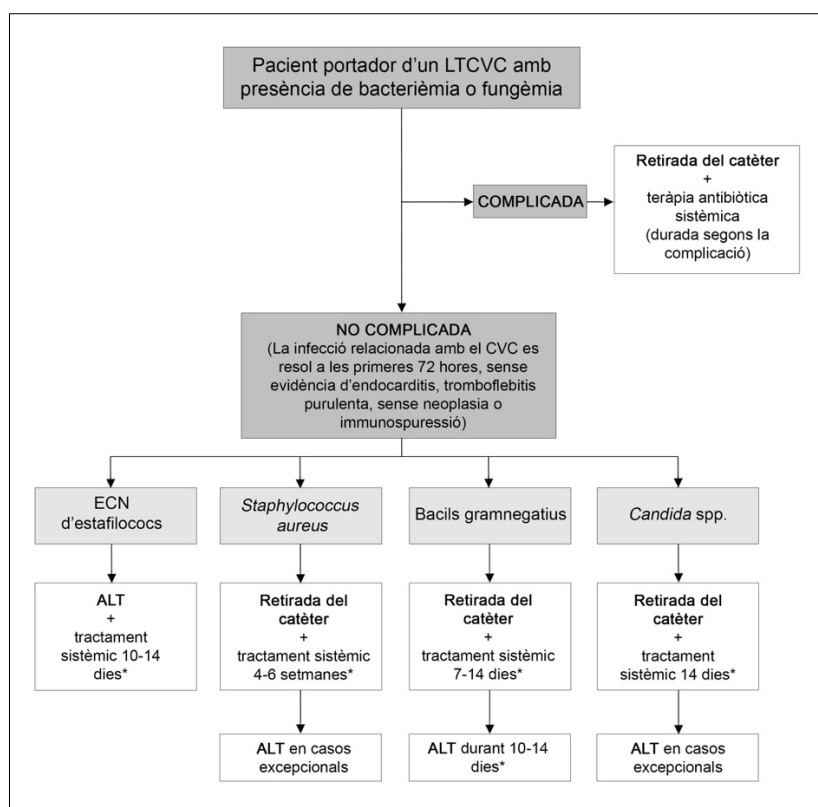 Pacient portador d'un LTCVC amb
presència de bacterièmia o fungèmia
COMPLICADA
Retirada del catèter
+
teràpia antibiòtica
sistèmica
(durada segons la
complicació)
NO COMPLICADA
(La infecció relacionada amb el CVC es
resol a les primeres 72 hores, sense
evidència d'endocarditis, tromboflebitis
purulenta, sense neoplasia o
immunospuressió)
ECN
d'estafilococs
Staphylococcus
aureus
Bacils gramnegatius
Candida spp.
ALT
+
tractament
sistèmic 10-14
dies*
Retirada del
catèter
+
tractament sistèmic
4-6 setmanes*
Retirada del
catèter
+
tractament sistèmic
7-14 dies*
Retirada del
catèter
+
tractament
sistèmic 14 dies*
ALT en casos
excepcionals
ALT durant 10-14
dies*
ALT en casos
excepcionals